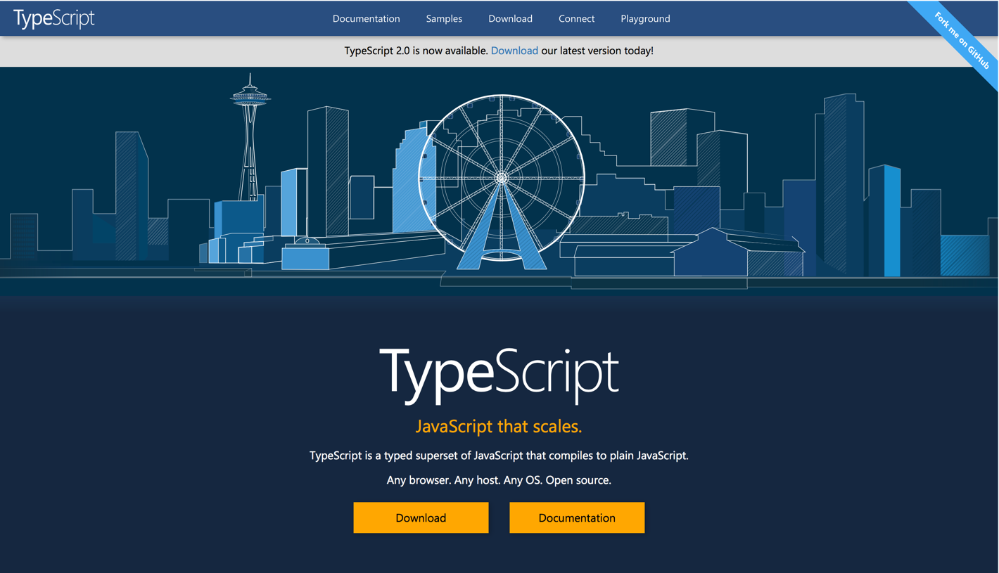 TypeScript
Documentation Samples Download Connect Playground
Fork me on GitHub
TypeScript 2.0 is now available. Download our latest version today!
TypeScript
JavaScript that scales.
TypeScript is a typed superset of JavaScript that compiles to plain JavaScript.
Any browser. Any host. Any OS. Open source.
Download Documentation